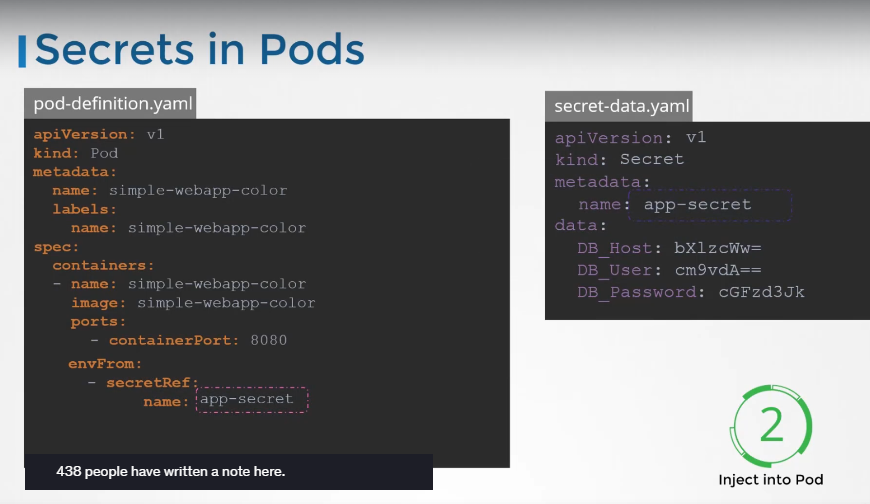 Secrets in Pods
pod-definition.yaml
apiVersion: v1
kind: Pod
metadata:
name: simple-webapp-color
labels:
name: simple-webapp-color
spec:
containers:
- name: simple-webapp-color
image: simple-webapp-color
ports:
- containerPort: 8080
envFrom:
- secretRef:
name: app-secret
438 people have written a note here.
secret-data.yaml
apiVersion: v1
kind: Secret
metadata:
name: app-secret
data:
DB_Host: bXlzcWw=
DB_User: cm9vdA==
DB_Password: cGFzd3Jk
2
Inject into Pod